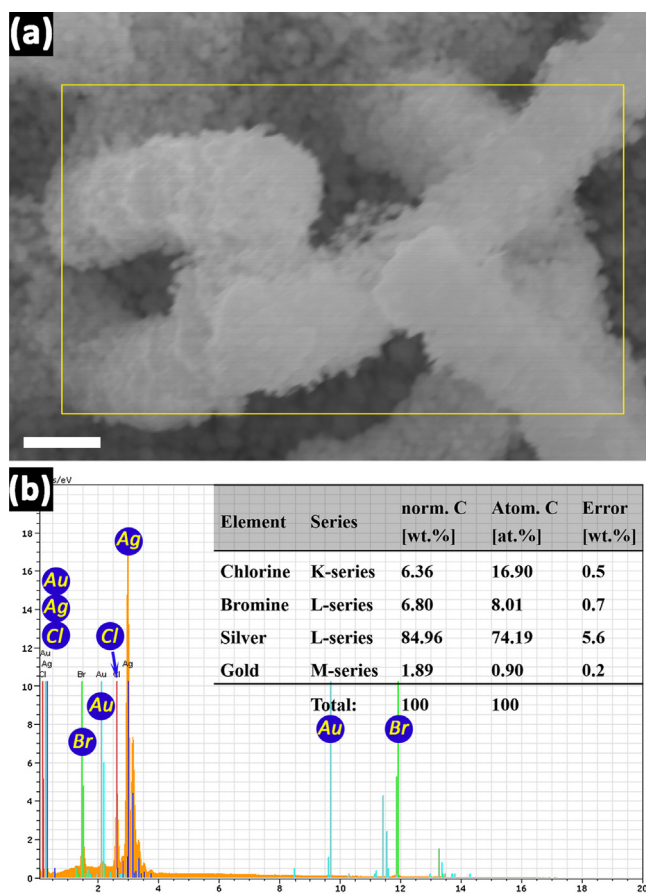 (a)
(b)
s/eV
Element Series norm. C [wt.%] Atom. C [at.%] Error [wt.%]
Chlorine K-series 6.36 16.90 0.5
Bromine L-series 6.80 8.01 0.7
Silver L-series 84.96 74.19 5.6
Gold M-series 1.89 0.90 0.2
Total: 100 100
18
16
14
12
10
8
6
4
2
0
Au
Ag
Cl
Cl
Ag
Au
Ag
Cl
Br
Au
Cl
Ag
Br
Au
Au
Br
2 4 6 8 10 12 14 16 18 20